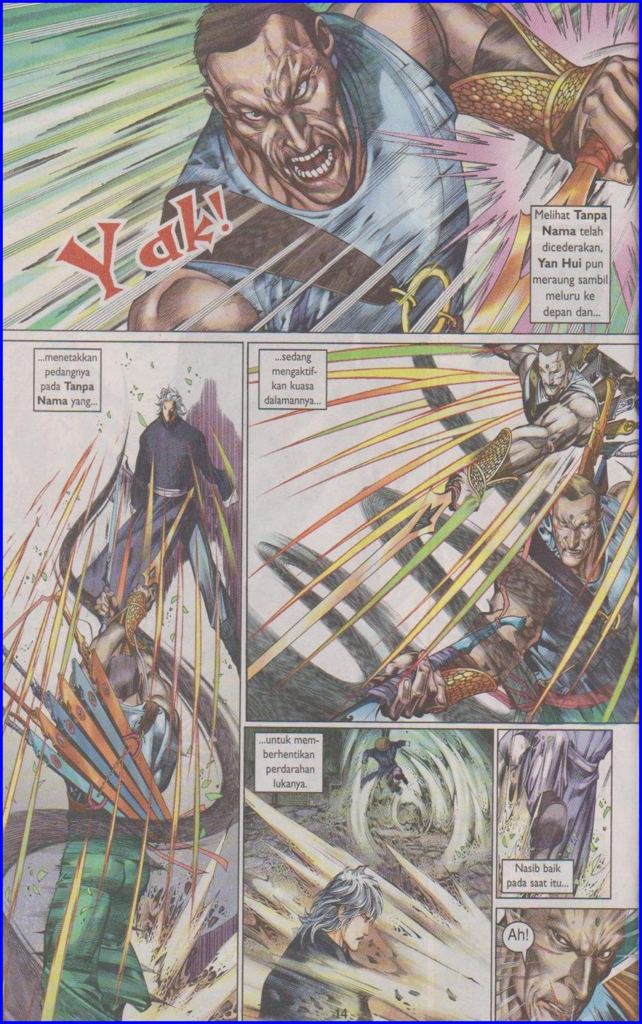 Yak!
Melihat Tanpa
Nama telah
dicederakan,
Yan Hui pun
meraung sambil
meluru ke
depan dan...
...menetakkan
pedangnya
pada Tanpa
Nama yang...
...sedang
mengaktif-
kan kuasa
dalamannya...
...untuk mem-
berhentikan
perdarahan
lukanya.
Nasib baik
pada saat itu...
Ah!
14